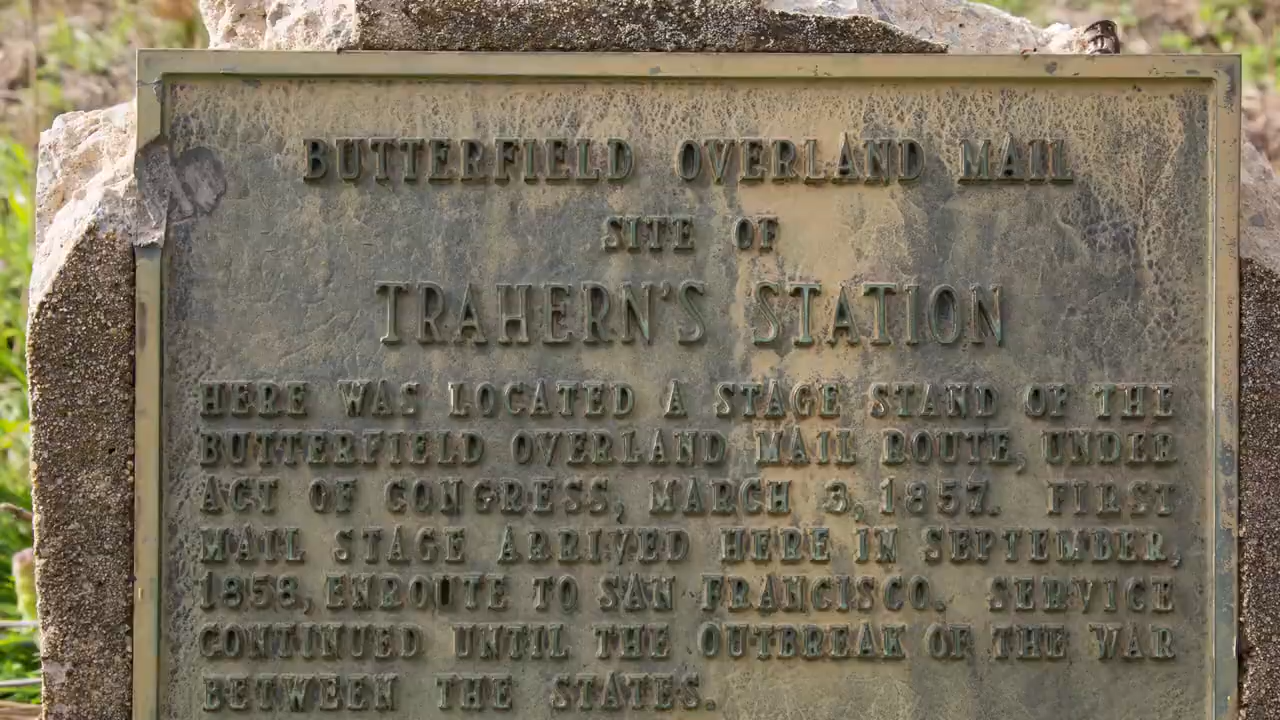 BUTTERFIELD OVERLAND MAIL
SITE OF
TRAHERN'S STATION
HERE WAS LOCATED A STAGE STAND OF THE
BUTTERFIELD OVERLAND MAIL ROUTE, UNDER
ACT OF CONGRESS, MARCH 3, 1857. FIRST
MAIL STAGE ARRIVED HERE IN SEPTEMBER,
1858, ENROUTE TO SAN FRANCISCO. SERVICE
CONTINUED UNTIL THE OUTBREAK OF THE WAR
BETWEEN THE STATES.